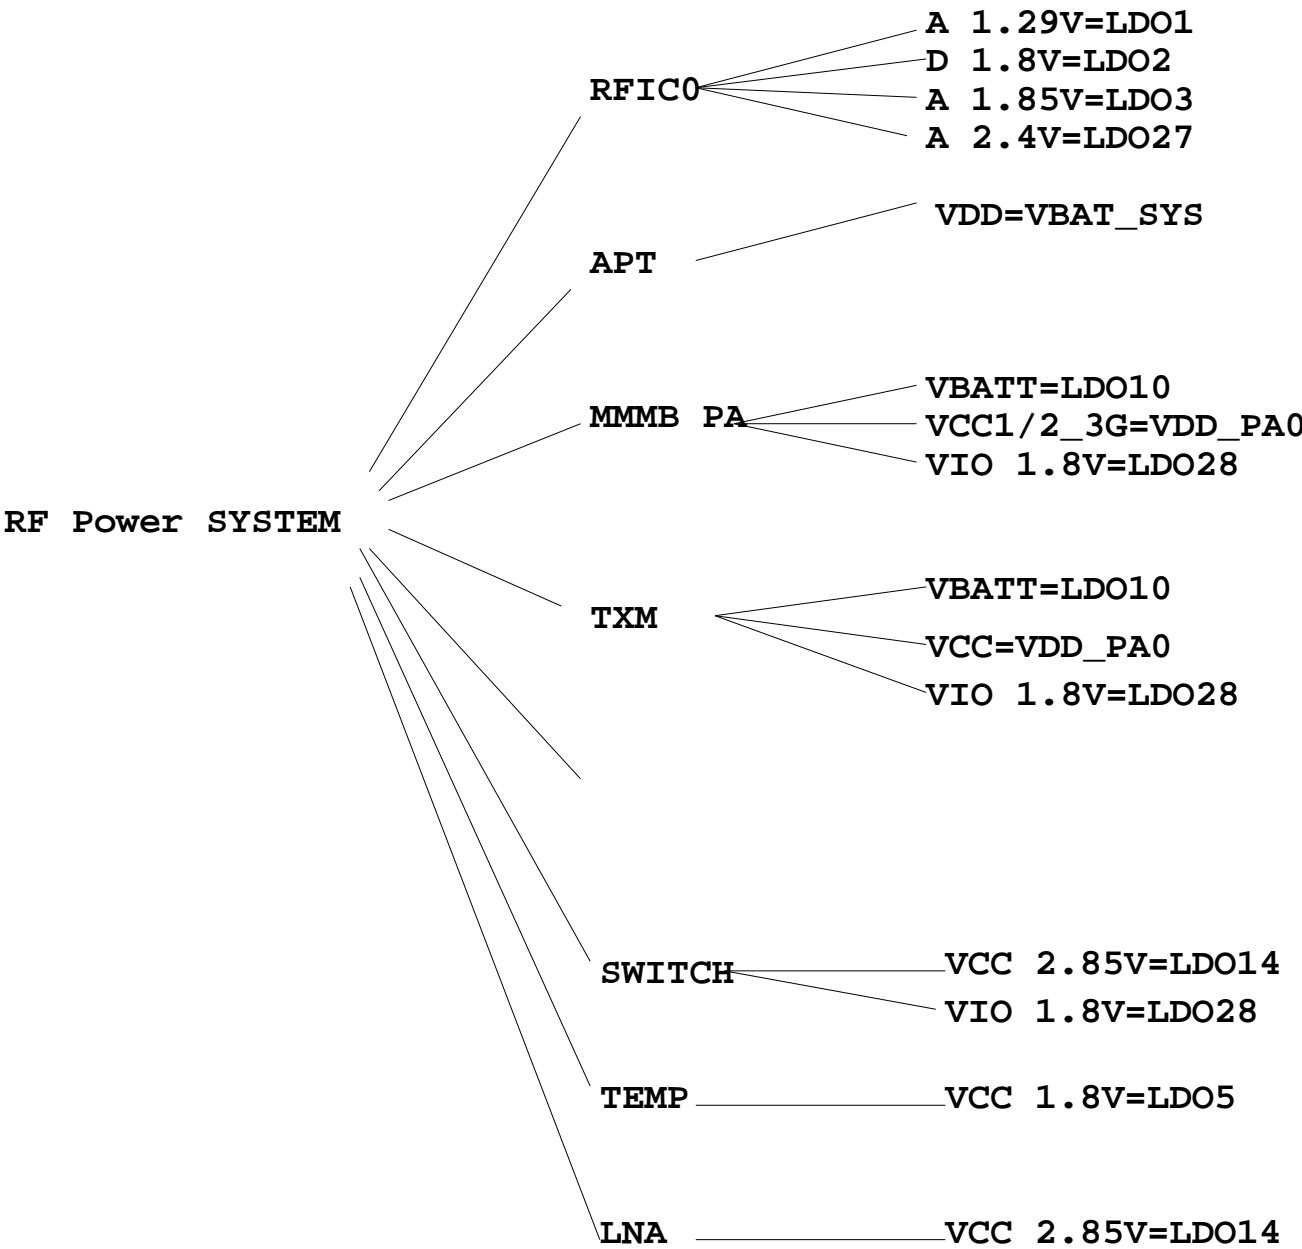 A 1.29V=LDO1
D 1.8V=LDO2
RFIC0
A 1.85V=LDO3
A 2.4V=LDO27
VDD=VBAT_SYS
APT
VBATT=LDO10
MMMB PA
VCC1/2_3G=VDD_PA0
VIO 1.8V=LDO28
RF Power SYSTEM
VBATT=LDO10
TXM
VCC=VDD_PA0
VIO 1.8V=LDO28
SWITCH
VCC 2.85V=LDO14
VIO 1.8V=LDO28
TEMP
VCC 1.8V=LDO5
LNA
VCC 2.85V=LDO14